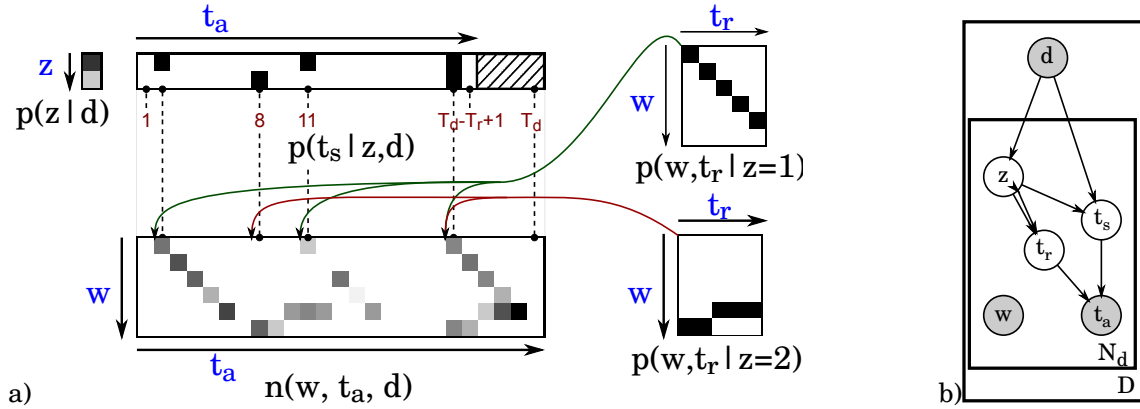 t_a
z
p(z|d)
1
8
11
T_d-T_r+1
T_d
p(t_s|z,d)
w
t_a
n(w, t_a, d)
a)
t_r
w
p(w,t_r|z=1)
t_r
w
p(w,t_r|z=2)
d
z
t_s
t_r
w
t_a
N_d
D
b)